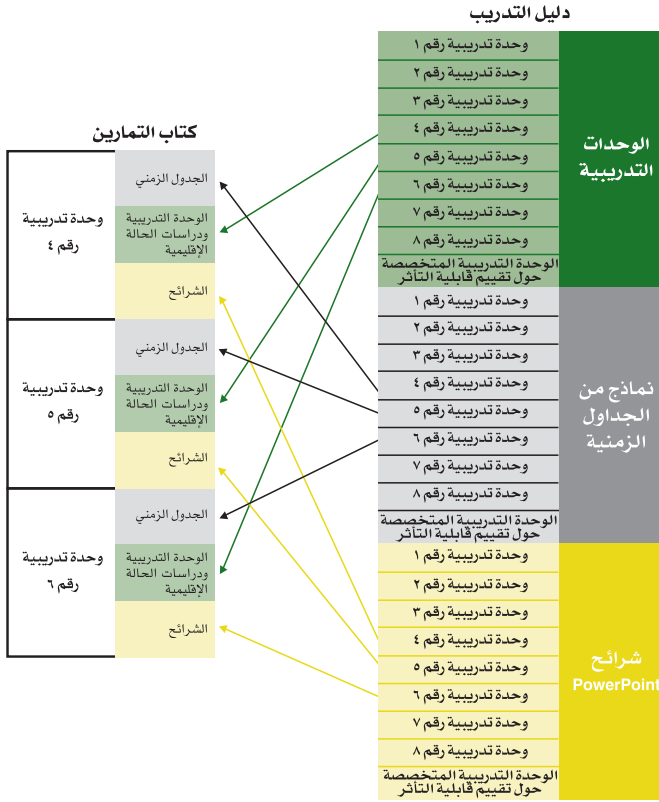 دليل التدريب
الوحدات
التدريبية
وحدة تدريبية رقم ١
وحدة تدريبية رقم ٢
وحدة تدريبية رقم ٣
وحدة تدريبية رقم ٤
وحدة تدريبية رقم ٥
وحدة تدريبية رقم ٦
وحدة تدريبية رقم ٧
وحدة تدريبية رقم ٨
الوحدة التدريبية المتخصصة
حول تقييم قابلية التأثر
نماذج من
الجداول
الزمنية
وحدة تدريبية رقم ١
وحدة تدريبية رقم ٢
وحدة تدريبية رقم ٣
وحدة تدريبية رقم ٤
وحدة تدريبية رقم ٥
وحدة تدريبية رقم ٦
وحدة تدريبية رقم ٧
وحدة تدريبية رقم ٨
الوحدة التدريبية المتخصصة
حول تقييم قابلية التأثر
شرائح
PowerPoint
وحدة تدريبية رقم ١
وحدة تدريبية رقم ٢
وحدة تدريبية رقم ٣
وحدة تدريبية رقم ٤
وحدة تدريبية رقم ٥
وحدة تدريبية رقم ٦
وحدة تدريبية رقم ٧
وحدة تدريبية رقم ٨
الوحدة التدريبية المتخصصة
حول تقييم قابلية التأثر
كتاب التمارين
الجدول الزمني
الوحدة التدريبية
ودراسات الحالة
الإقليمية
الشرائح
وحدة تدريبية
رقم ٤
الجدول الزمني
الوحدة التدريبية
ودراسات الحالة
الإقليمية
الشرائح
وحدة تدريبية
رقم ٥
الجدول الزمني
الوحدة التدريبية
ودراسات الحالة
الإقليمية
الشرائح
وحدة تدريبية
رقم ٦